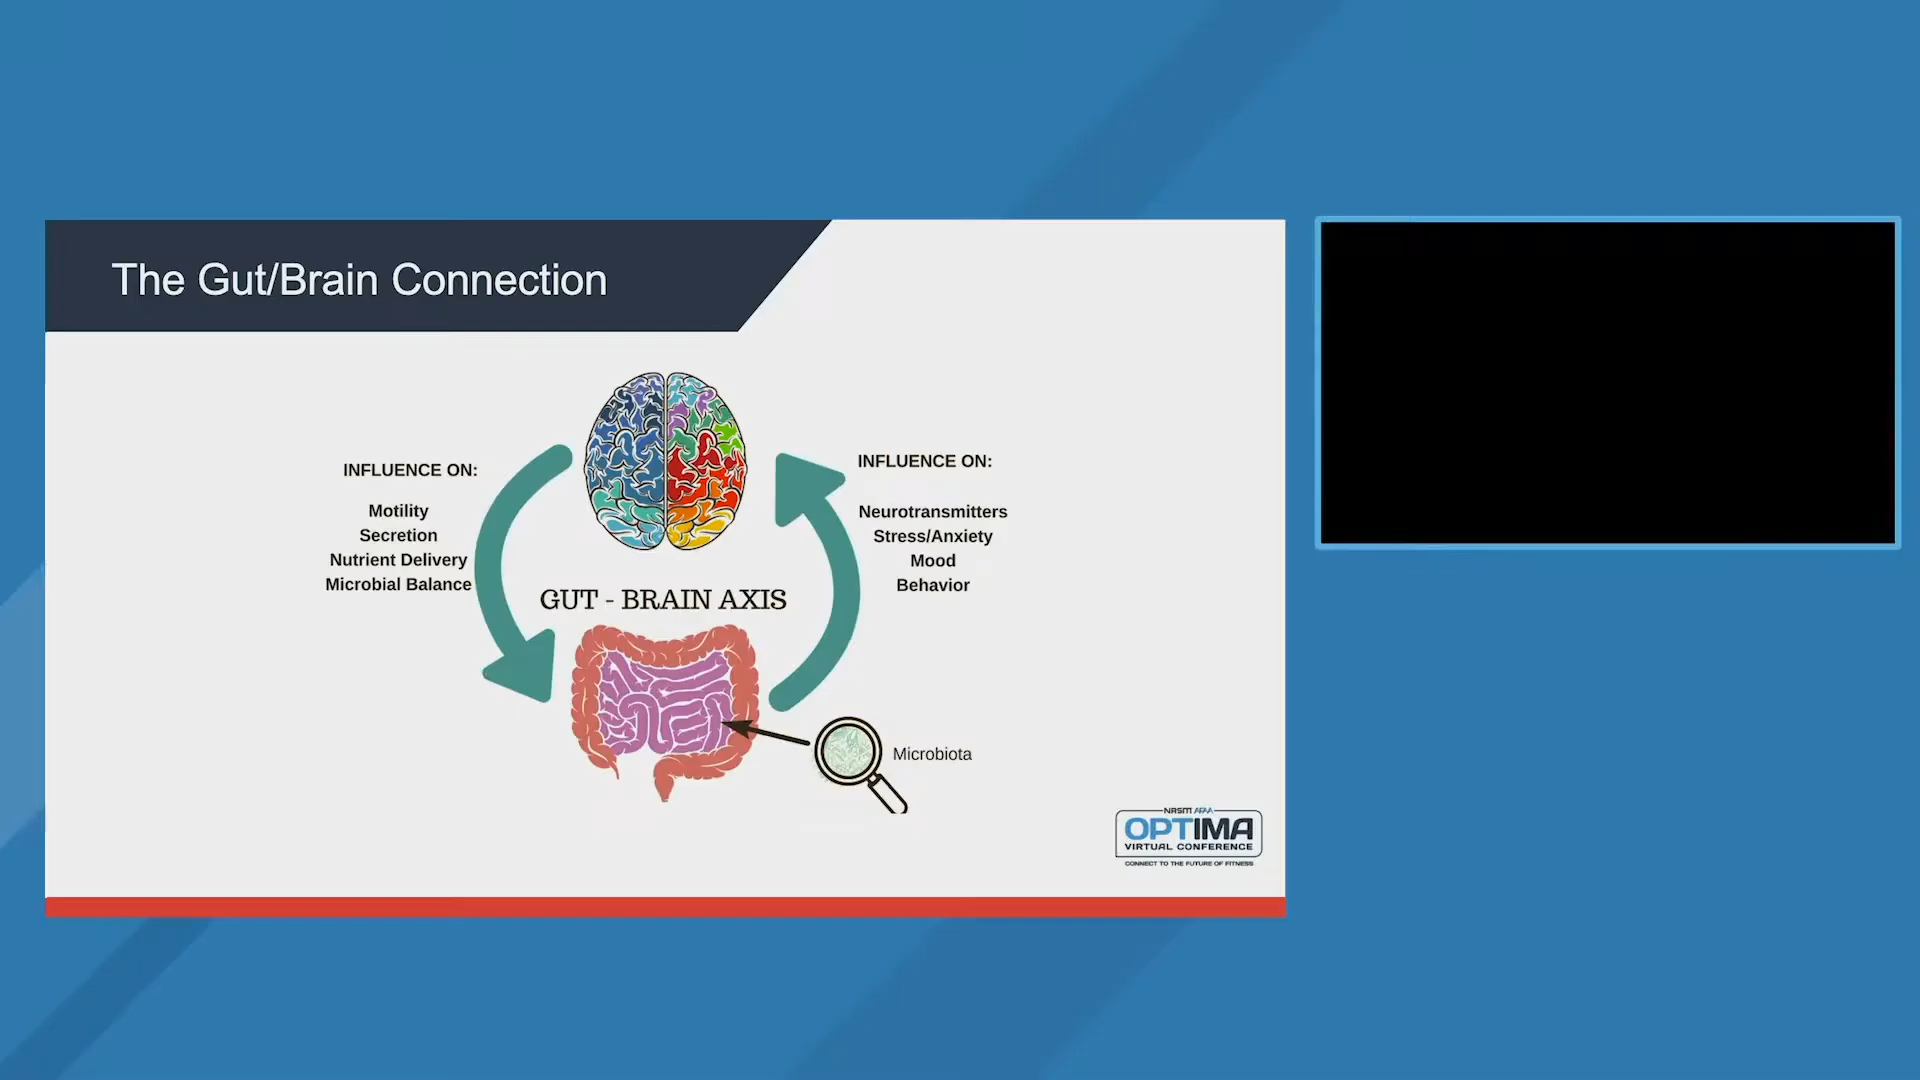 The Gut/Brain Connection
INFLUENCE ON:
Motility
Secretion
Nutrient Delivery
Microbial Balance
INFLUENCE ON:
Neurotransmitters
Stress/Anxiety
Mood
Behavior
GUT - BRAIN AXIS
Microbiota
NASM AFAA
OPTIMA
VIRTUAL CONFERENCE
CONNECT TO THE FUTURE OF FITNESS